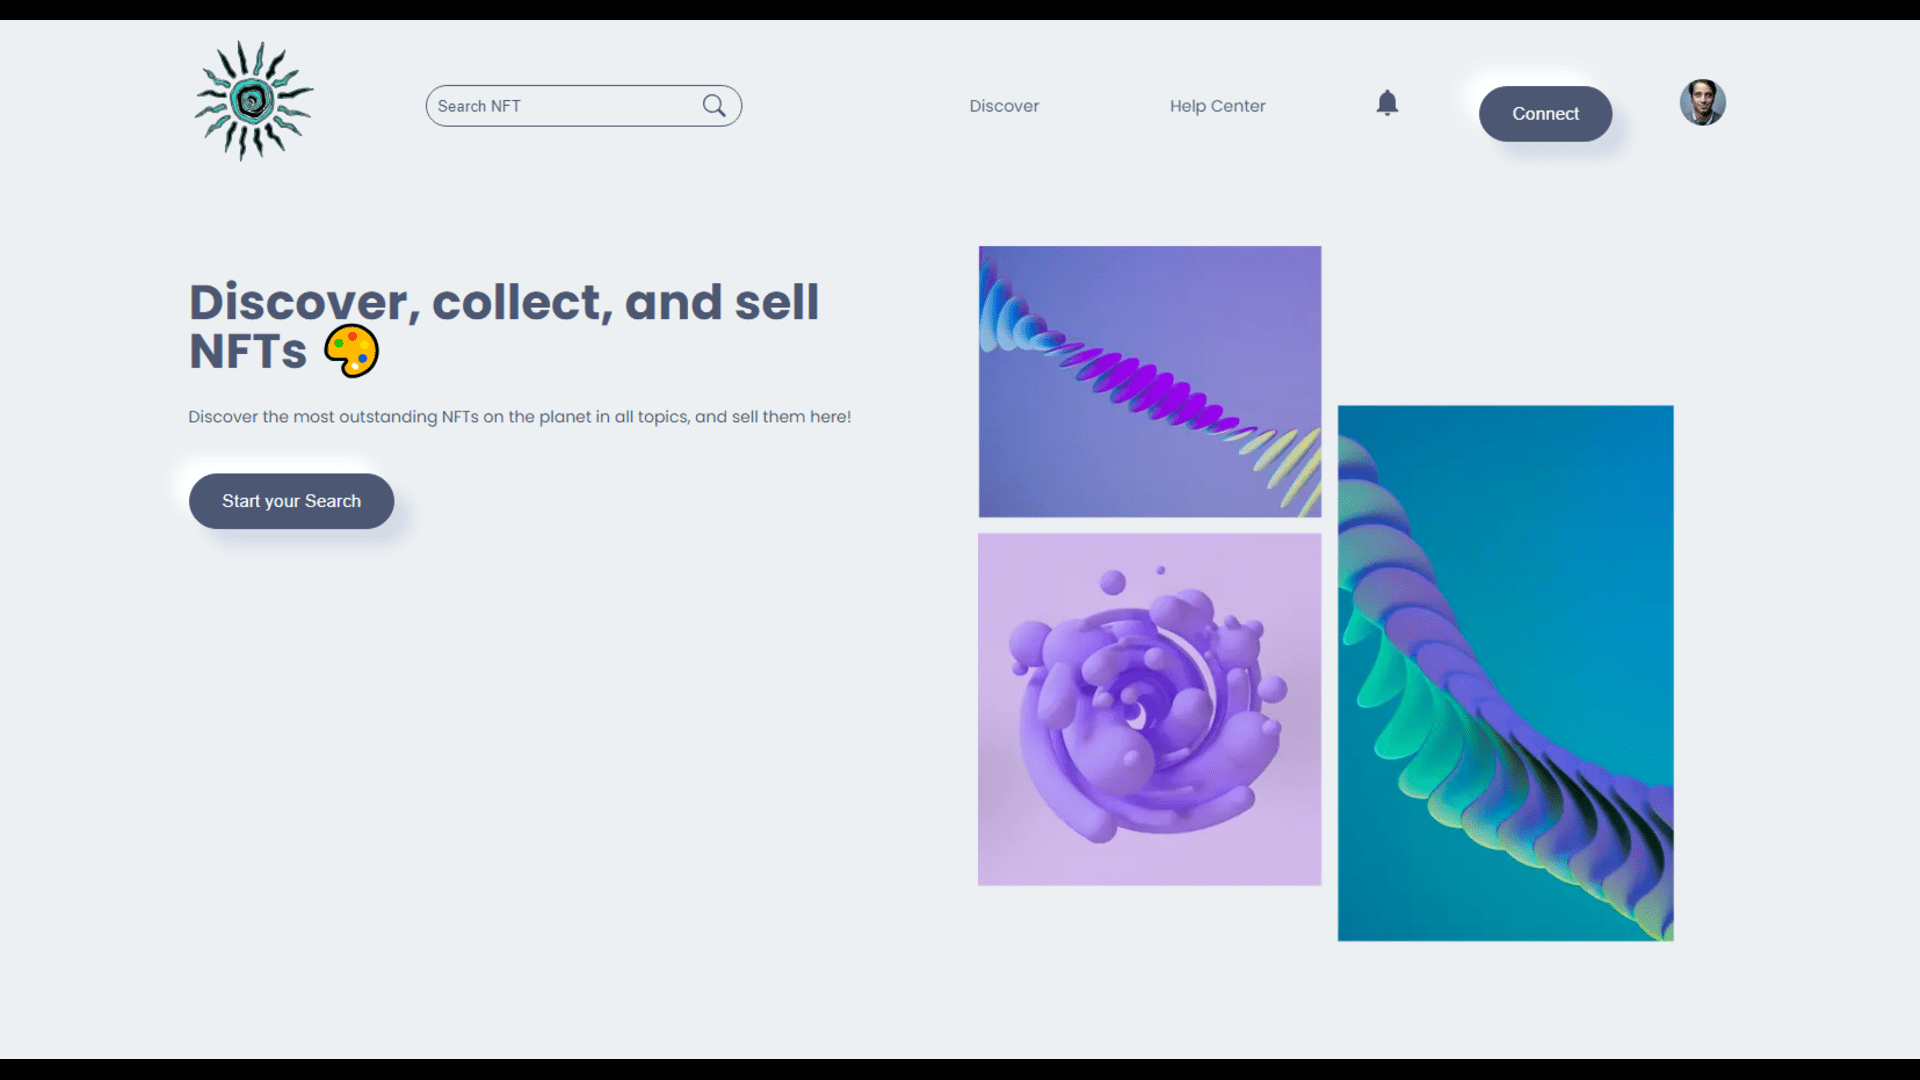 Search NFT
Discover
Help Center
Connect
Discover, collect, and sell
NFTs
Discover the most outstanding NFTs on the planet in all topics, and sell them here!
Start your Search